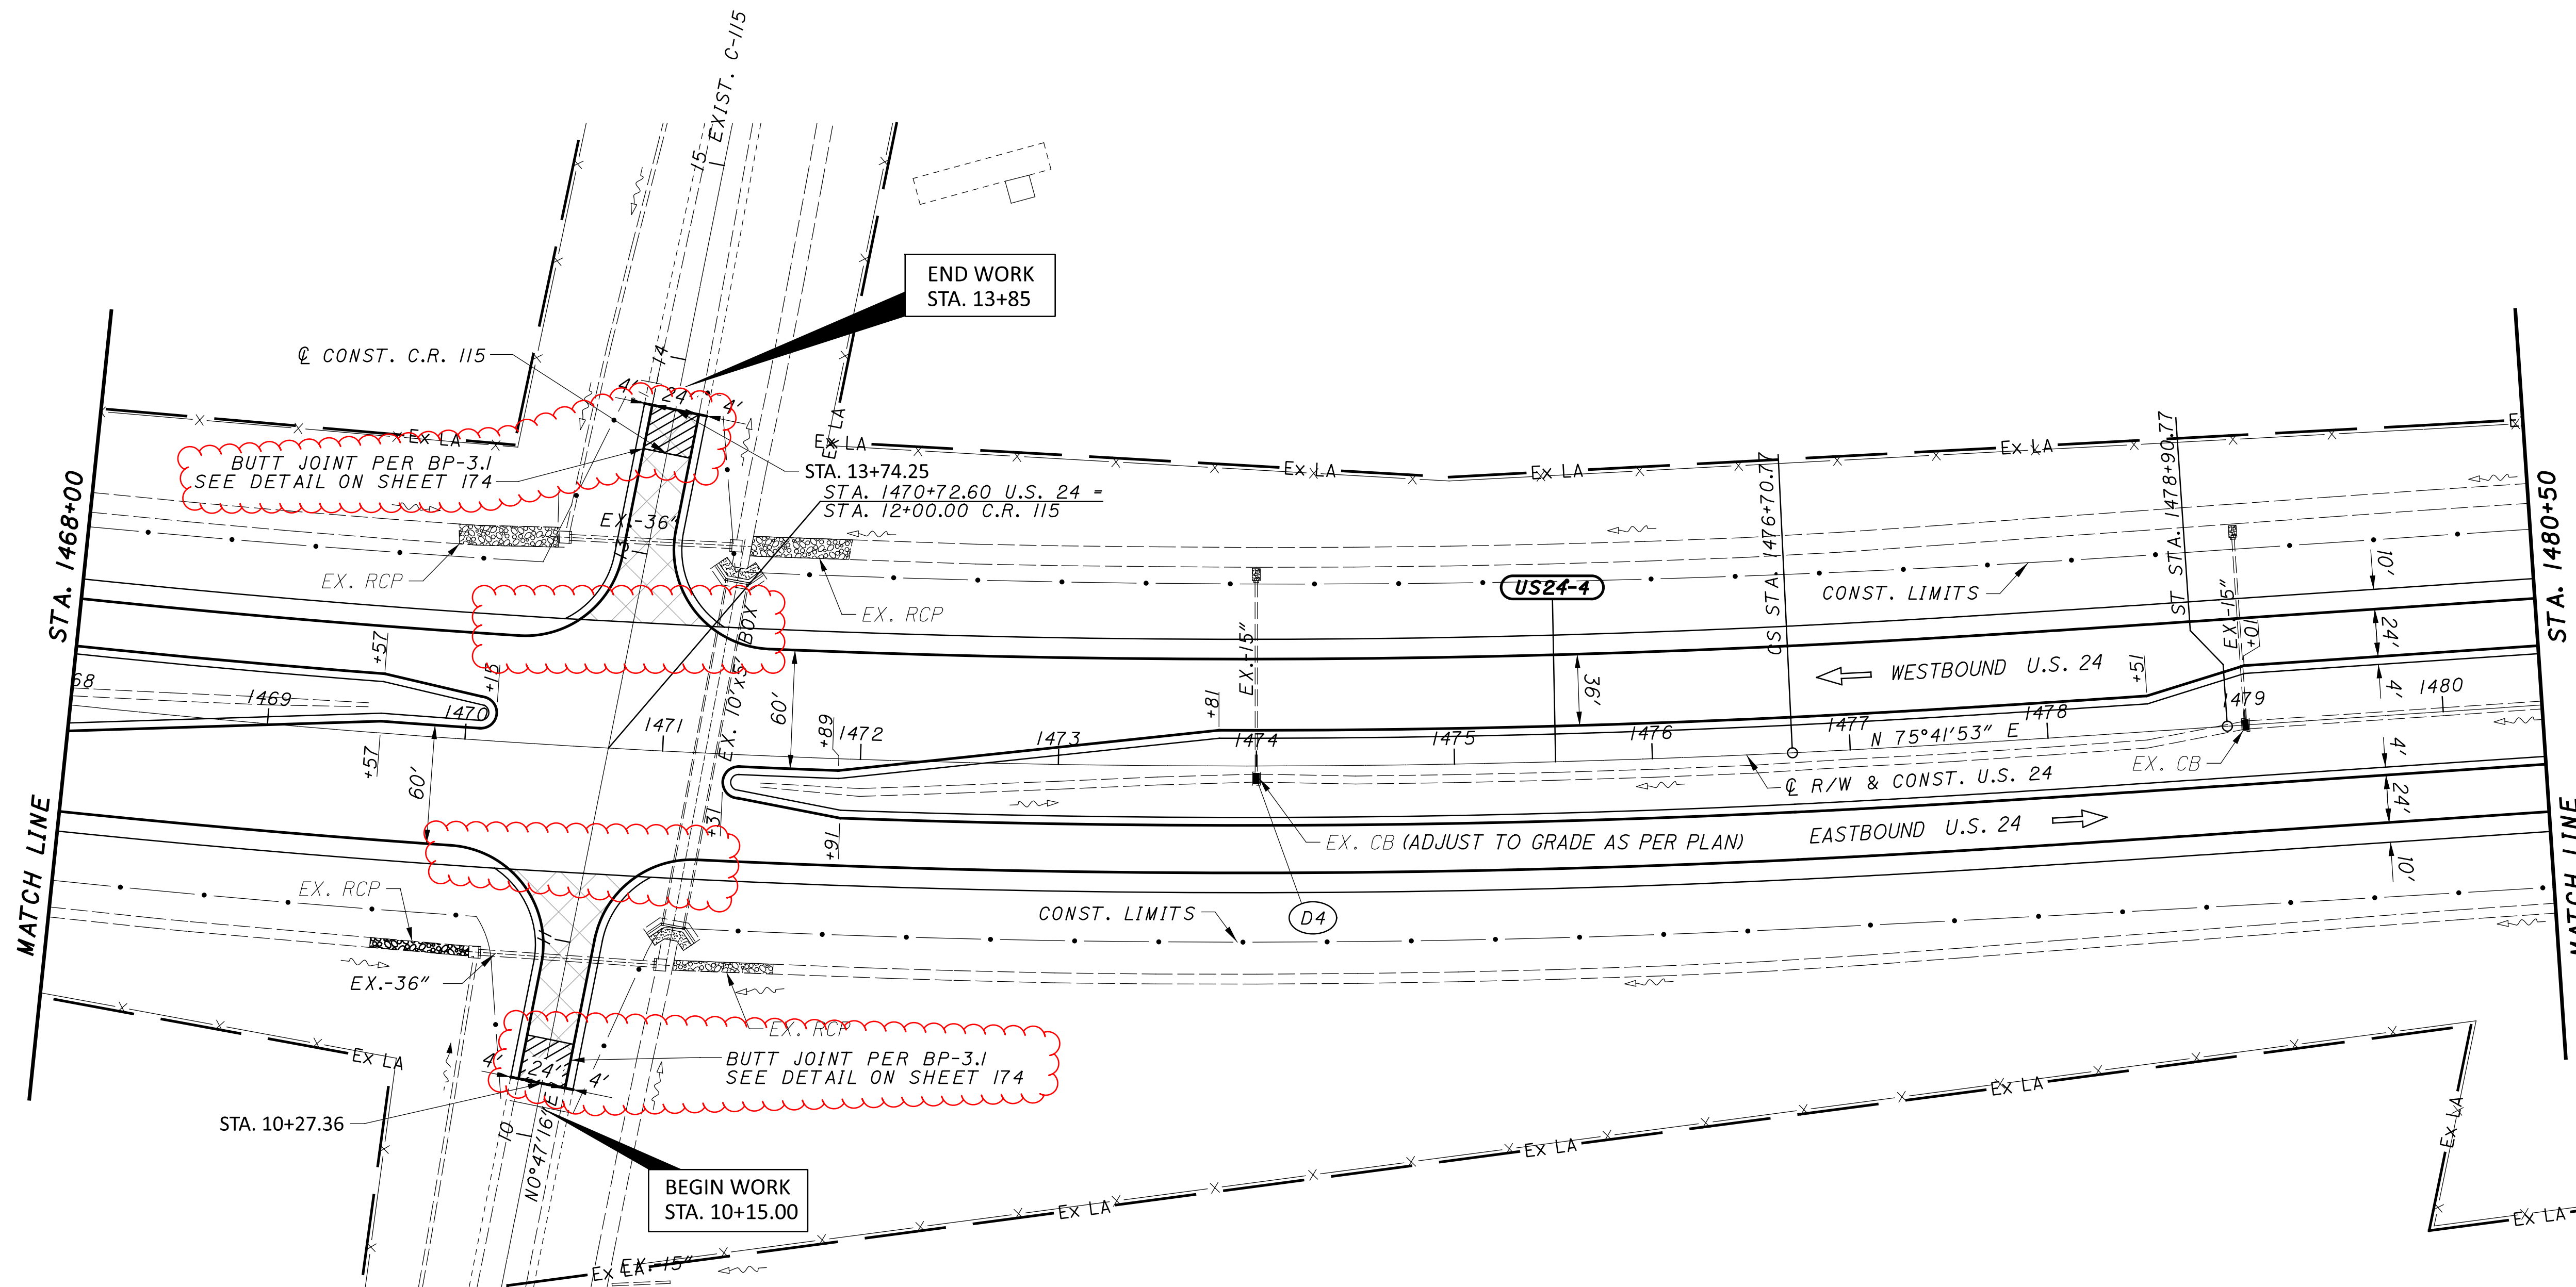 EXIST. C-115
15
END WORK
STA. 13+85
℄ CONST. C.R. 115
14
4'
24'
4'
Ex LA
BUTT JOINT PER BP-3.1
SEE DETAIL ON SHEET 174
STA. 13+74.25
STA. 1470+72.60 U.S. 24 =
STA. 12+00.00 C.R. 115
Ex LA
Ex LA
Ex LA
Ex LA
Ex LA
MATCH LINE STA. 1468+00
EX.-36"
13
EX. RCP
EX. RCP
EX. 10'x5' BOX
EX.-15"
US24-4
CS STA. 1476+70.77
CONST. LIMITS
ST STA. 1478+90.77
EX.-15"
+01
10'
24'
4'
MATCH LINE STA. 1480+50
WESTBOUND U.S. 24
+57
+15
68
1469
1470
1471
60'
+89
1472
1473
+81
1474
1475
36'
1476
1477
N 75°41'53" E
1478
+51
1479
1480
+57
60'
+31
+91
EX. CB
℄ R/W & CONST. U.S. 24
4'
24'
10'
EX. CB (ADJUST TO GRADE AS PER PLAN)
EASTBOUND U.S. 24
EX. RCP
CONST. LIMITS
D4
11
EX.-36"
EX. RCP
Ex LA
BUTT JOINT PER BP-3.1
SEE DETAIL ON SHEET 174
4'
24'
4'
STA. 10+27.36
10
N0°47'16"E
BEGIN WORK
STA. 10+15.00
Ex LA
Ex LA
Ex LA
Ex LA
Ex LA
Ex LA
EX.-15"